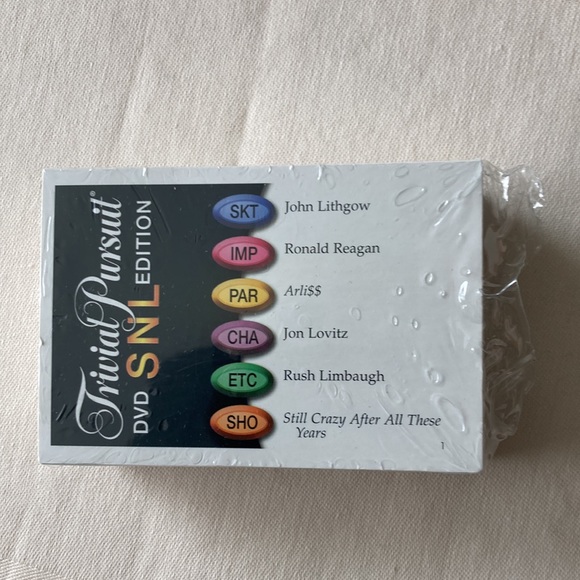 Trivial Pursuit®
DVD SNL EDITION
SKT John Lithgow
IMP Ronald Reagan
PAR Arli$$
CHA Jon Lovitz
ETC Rush Limbaugh
SHO Still Crazy After All These
Years
1